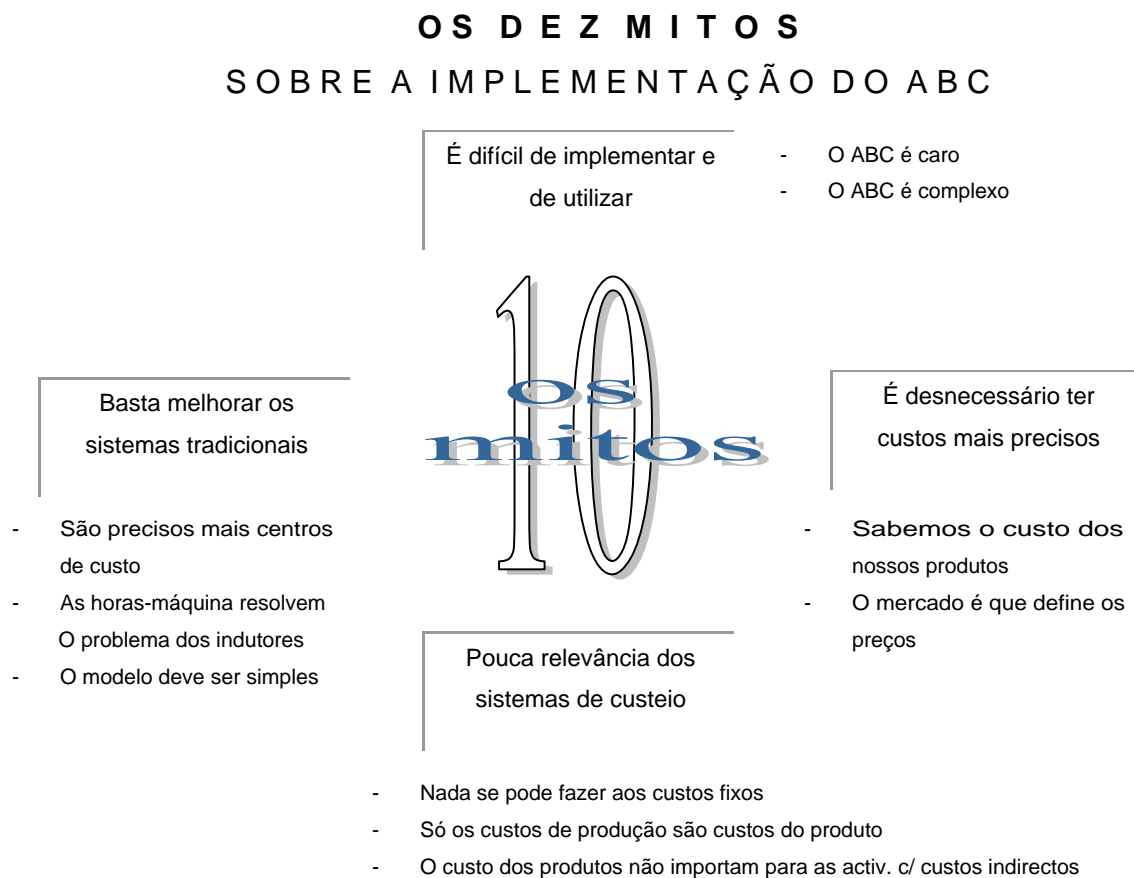 OS DEZ MITOS
SOBRE A IMPLEMENTAÇÃO DO ABC
É difícil de implementar e
de utilizar
- O ABC é caro
- O ABC é complexo
10
os
mitos
Basta melhorar os
sistemas tradicionais
- São precisos mais centros
de custo
- As horas-máquina resolvem
O problema dos indutores
- O modelo deve ser simples
É desnecessário ter
custos mais precisos
- Sabemos o custo dos
nossos produtos
- O mercado é que define os
preços
Pouca relevância dos
sistemas de custeio
- Nada se pode fazer aos custos fixos
- Só os custos de produção são custos do produto
- O custo dos produtos não importam para as activ. c/ custos indirectos